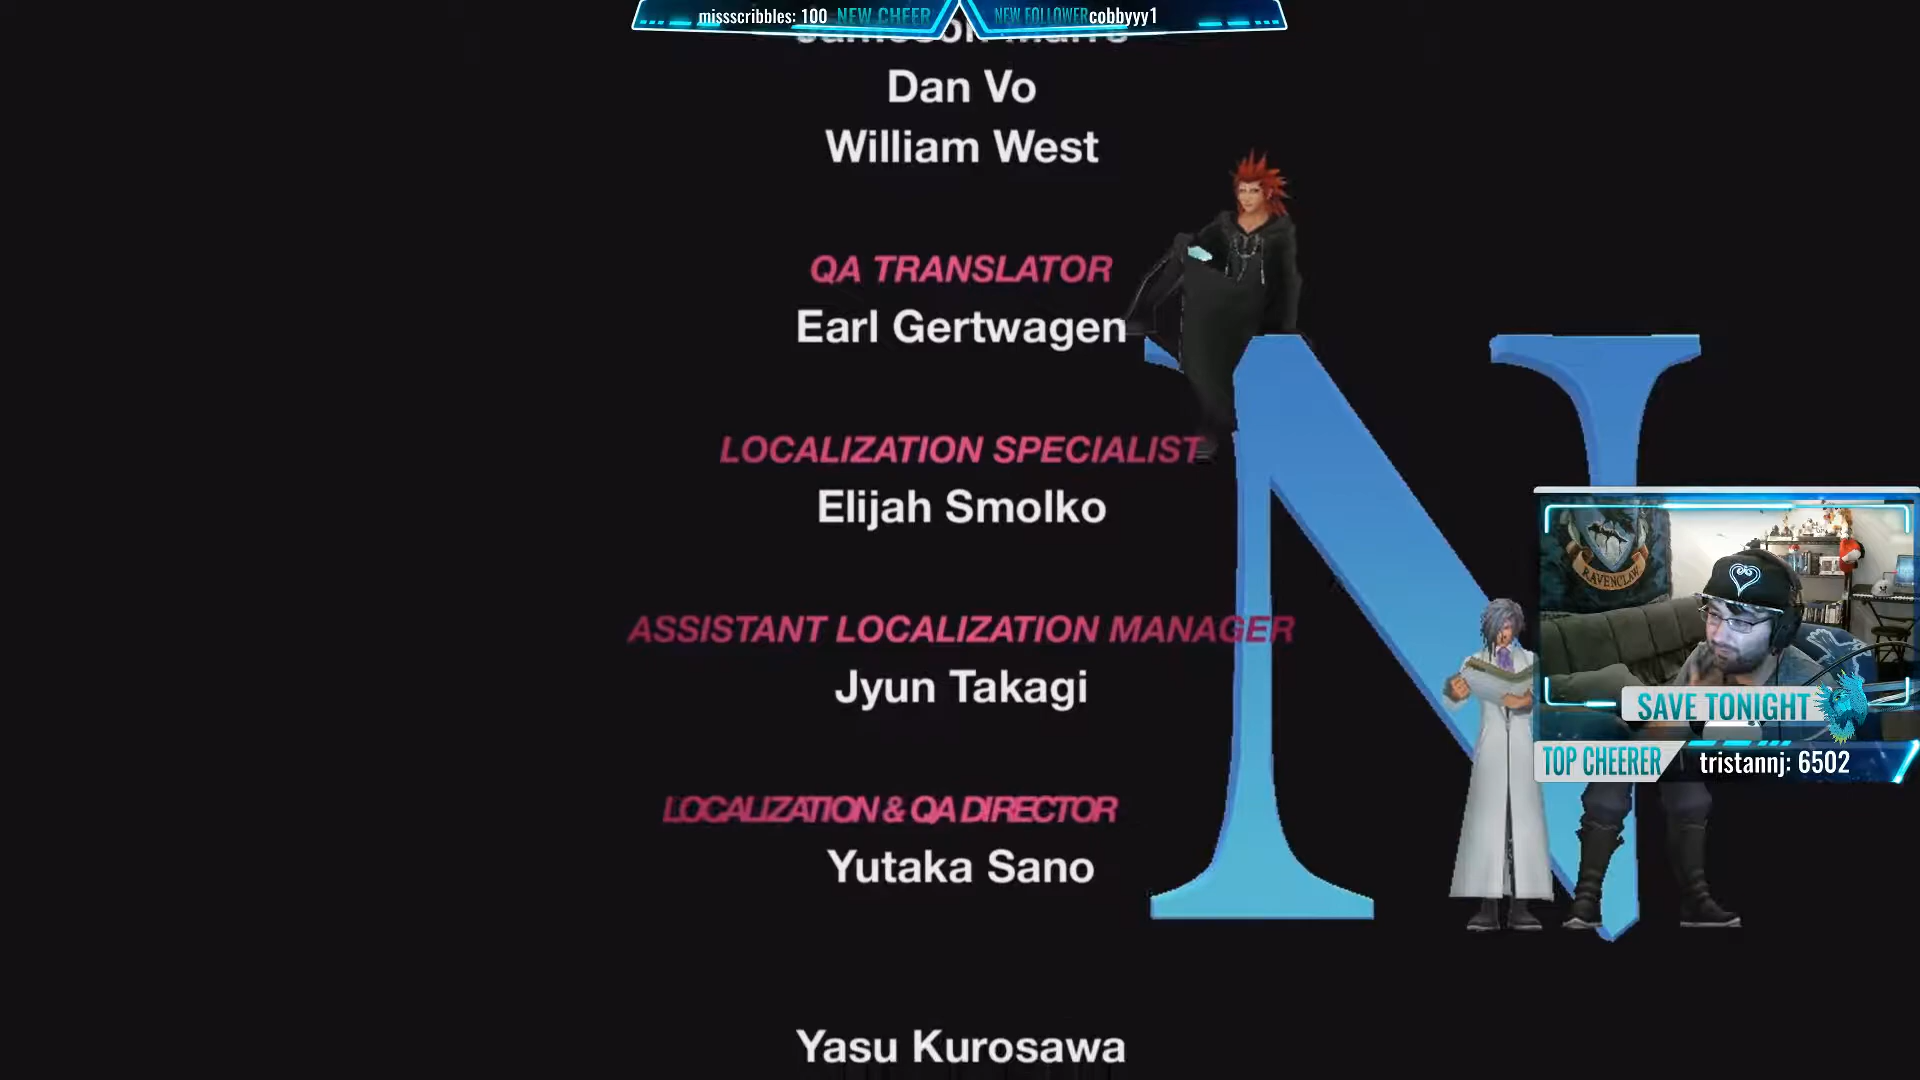 missscribbles: 100 NEW CHEER
NEW FOLLOWER cobbyyy1
Dan Vo
William West
QA TRANSLATOR
Earl Gertwagen
LOCALIZATION SPECIALIST
Elijah Smolko
ASSISTANT LOCALIZATION MANAGER
Jyun Takagi
LOCALIZATION & QA DIRECTOR
Yutaka Sano
Yasu Kurosawa
N
RAVENCLAW
SAVE TONIGHT
TOP CHEERER
tristannj: 6502